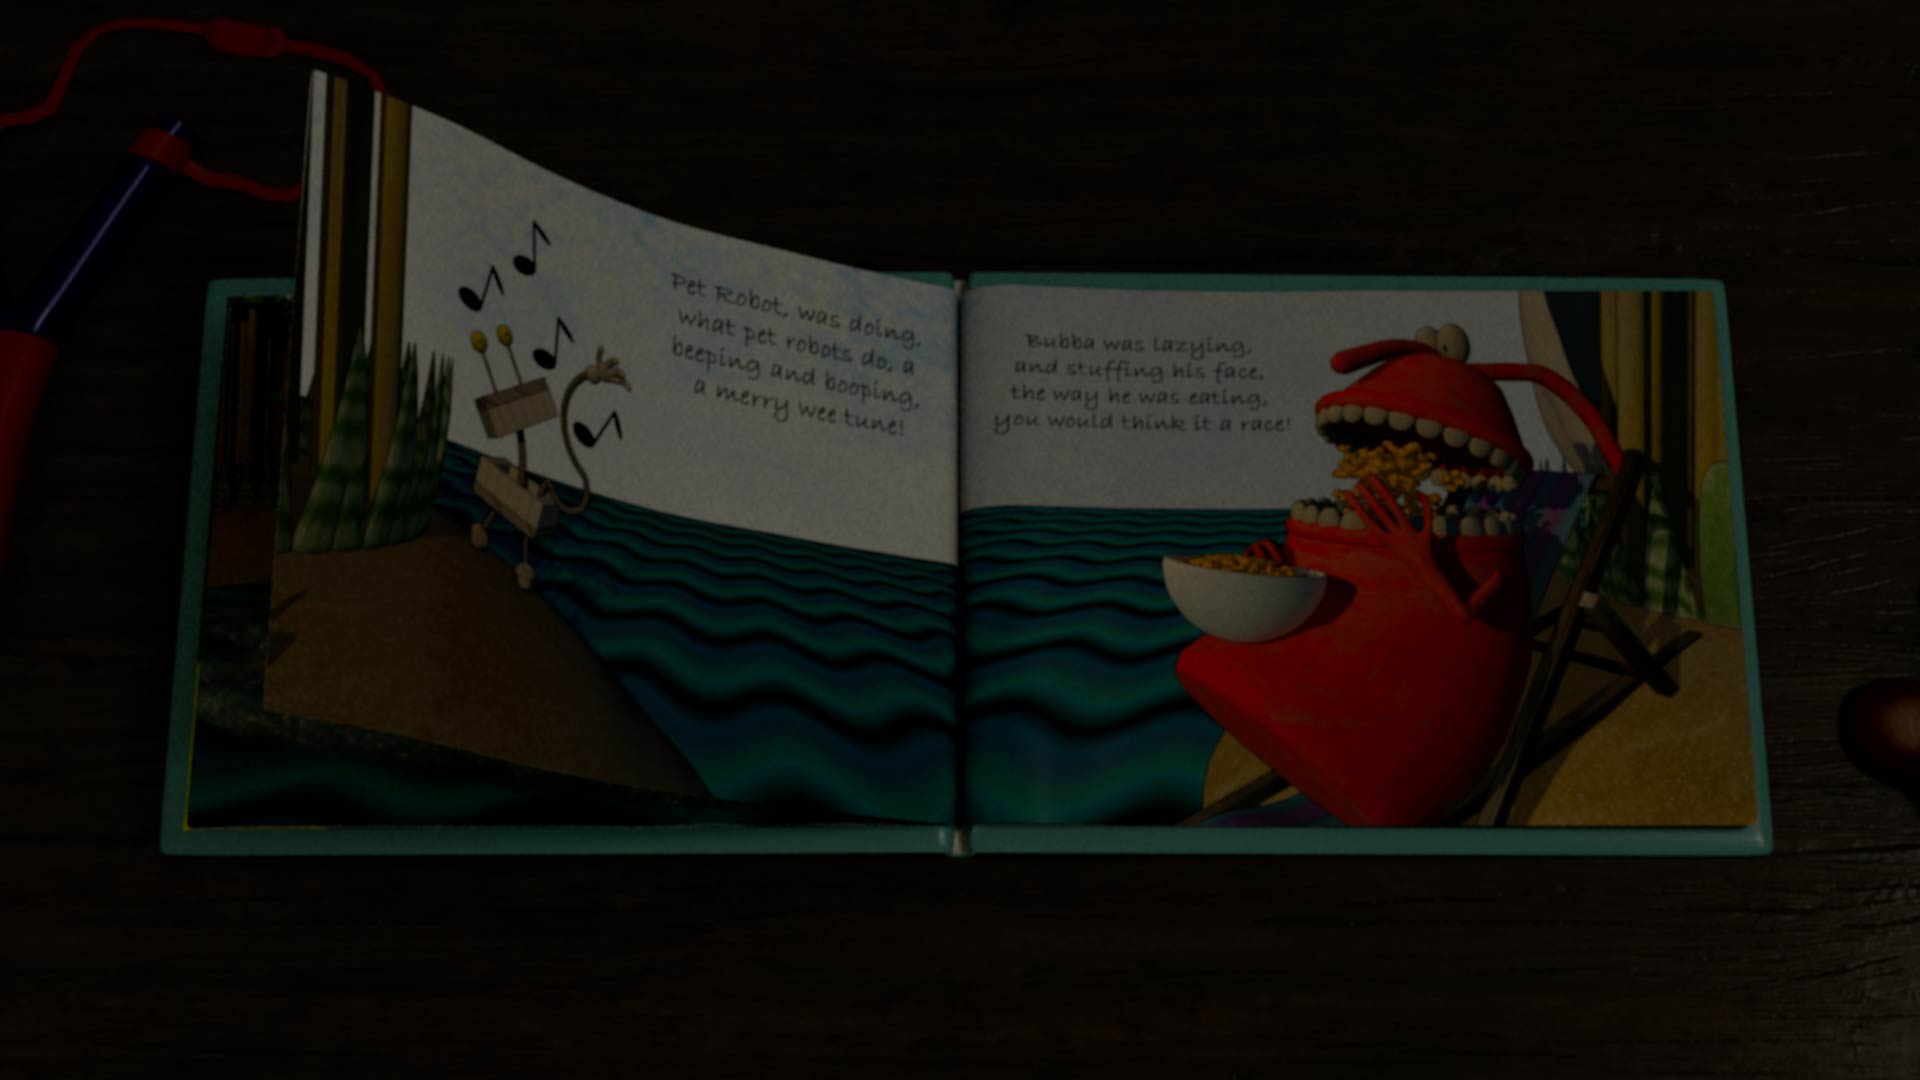 Pet Robot, was doing,
what pet robots do, a
beeping and booping,
a merry wee tune!
Bubba was lazying,
and stuffing his face,
the way he was eating,
you would think it a race!